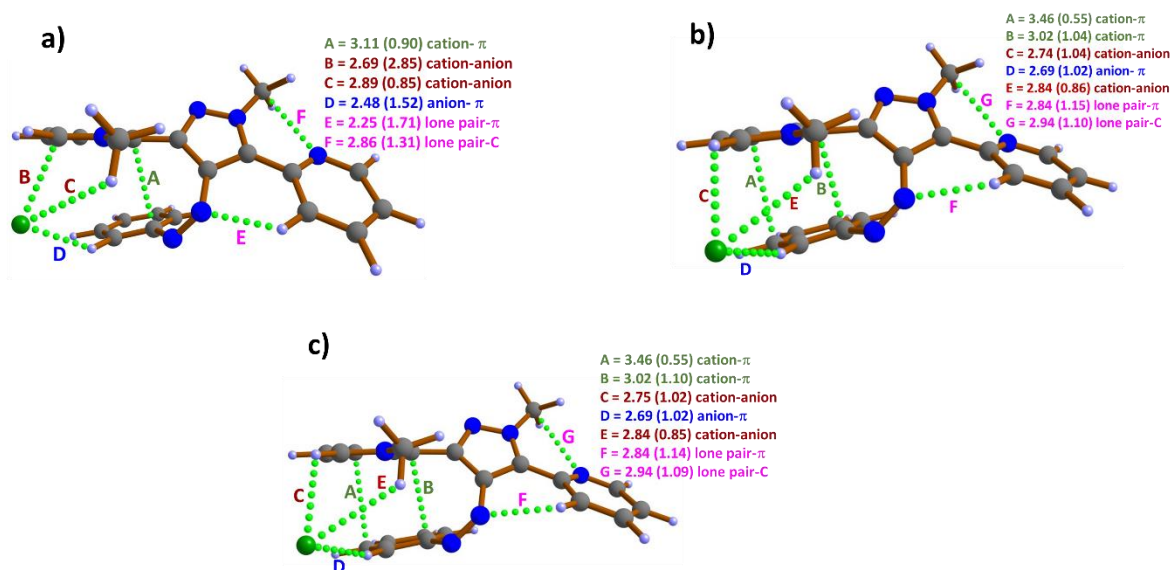 a)
A = 3.11 (0.90) cation- π
B = 2.69 (2.85) cation-anion
C = 2.89 (0.85) cation-anion
D = 2.48 (1.52) anion- π
E = 2.25 (1.71) lone pair-π
F = 2.86 (1.31) lone pair-C
F
B
C
A
D
E
b)
A = 3.46 (0.55) cation-π
B = 3.02 (1.04) cation-π
C = 2.74 (1.04) cation-anion
D = 2.69 (1.02) anion-π
E = 2.84 (0.86) cation-anion
F = 2.84 (1.15) lone pair-π
G = 2.94 (1.10) lone pair-C
G
C
A
E
B
F
D
c)
A = 3.46 (0.55) cation-π
B = 3.02 (1.10) cation-π
C = 2.75 (1.02) cation-anion
D = 2.69 (1.02) anion-π
E = 2.84 (0.85) cation-anion
F = 2.84 (1.14) lone pair-π
G = 2.94 (1.09) lone pair-C
G
C
A
E
B
F
D